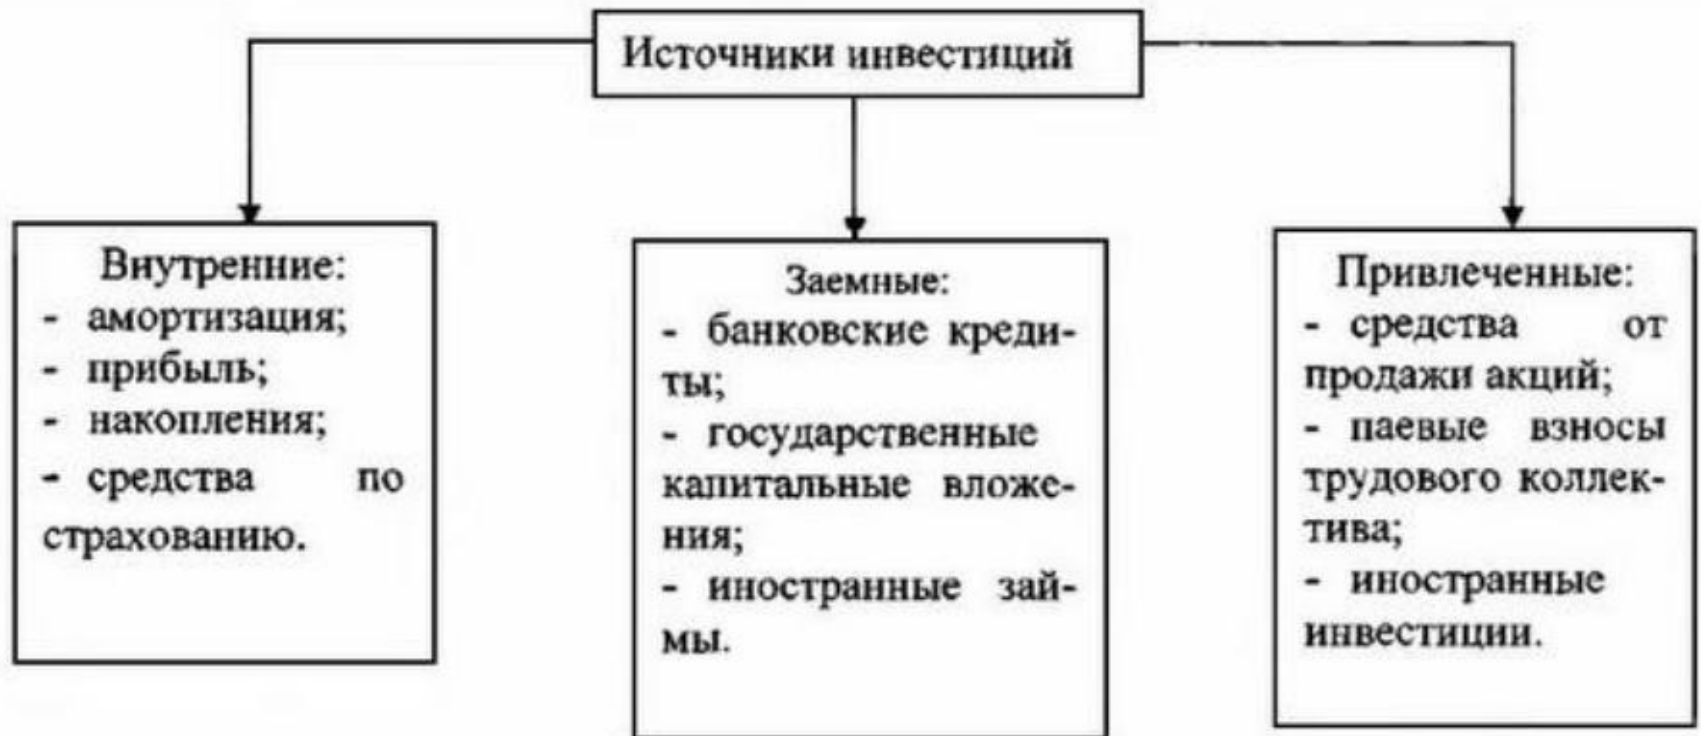 Источники инвестиций
Внутренние:
- амортизация;
- прибыль;
- накопления;
- средства по
страхованию.
Заемные:
- банковские креди-
ты;
- государственные
капитальные вложе-
ния;
- иностранные зай-
мы.
Привлеченные:
- средства от
продажи акций;
- паевые взносы
трудового коллек-
тива;
- иностранные
инвестиции.